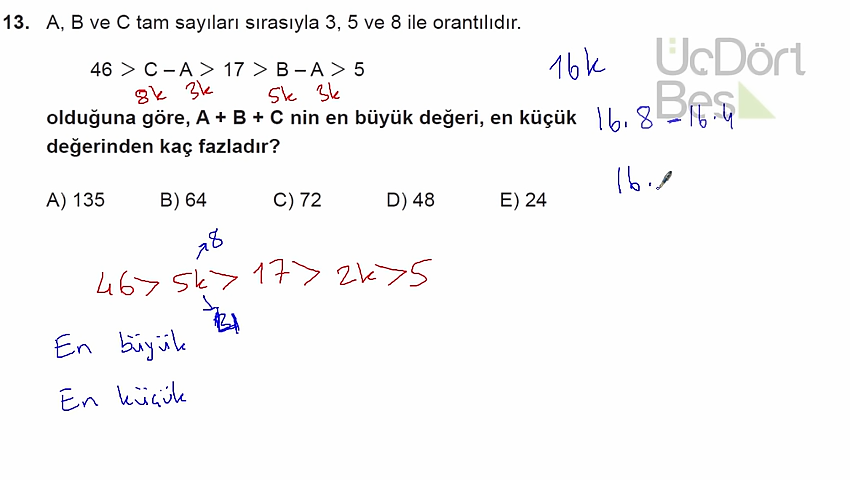 13. A, B ve C tam sayıları sırasıyla 3, 5 ve 8 ile orantılıdır.
46 > C – A > 17 > B – A > 5
8k 3k 5k 3k
16k
ÜçDört
Beş
olduğuna göre, A + B + C nin en büyük değeri, en küçük
değerinden kaç fazladır?
16.8 – 16.4
16.
A) 135 B) 64 C) 72 D) 48 E) 24
8
46 > 5k > 17 > 2k > 5
En büyük
En küçük